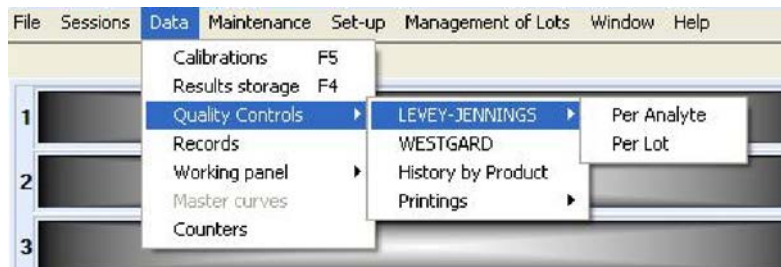 File Sessions Data Maintenance Set-up Management of Lots Window Help
Calibrations F5
Results storage F4
Quality Controls LEVEY-JENNINGS Per Analyte
Records WESTGARD Per Lot
Working panel History by Product
Master curves Printings
Counters
1
2
3